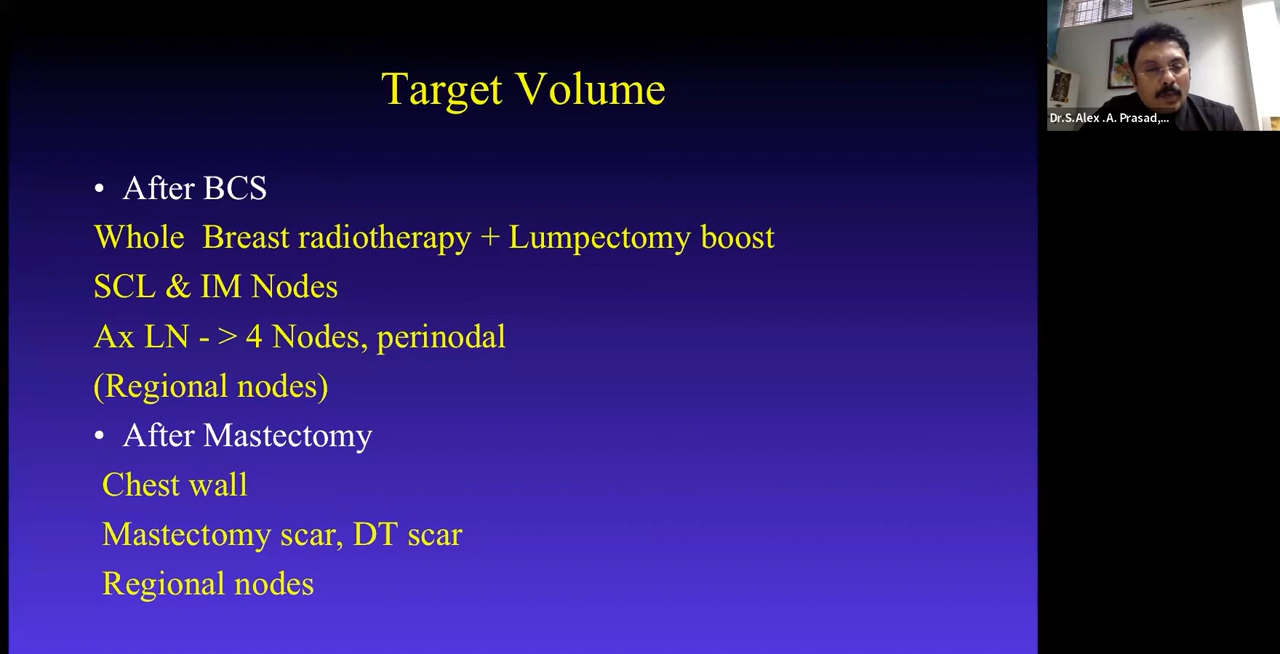 Target Volume
• After BCS
Whole Breast radiotherapy + Lumpectomy boost
SCL & IM Nodes
Ax LN - > 4 Nodes, perinodal
(Regional nodes)
• After Mastectomy
Chest wall
Mastectomy scar, DT scar
Regional nodes
Dr.S.Alex .A. Prasad,...